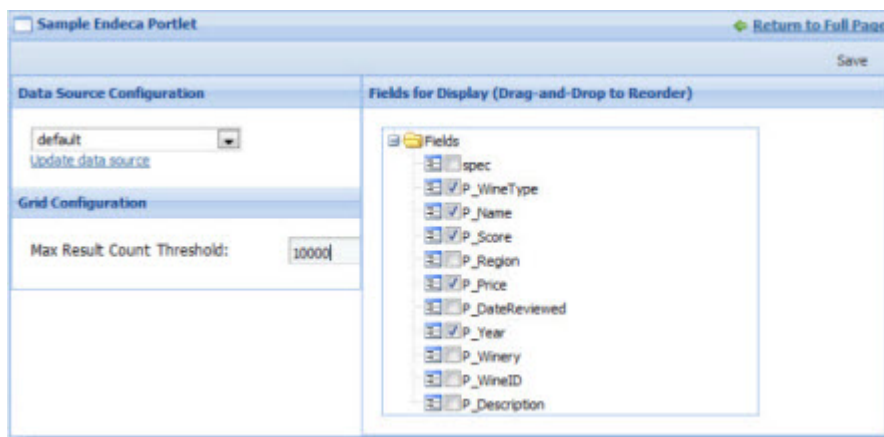 Sample Endeca Portlet
Return to Full Page
Save
Data Source Configuration
default
Update data source
Grid Configuration
Max Result Count Threshold: 10000
Fields for Display (Drag-and-Drop to Reorder)
Fields
spec
P_WineType
P_Name
P_Score
P_Region
P_Price
P_DateReviewed
P_Year
P_Winery
P_WineID
P_Description